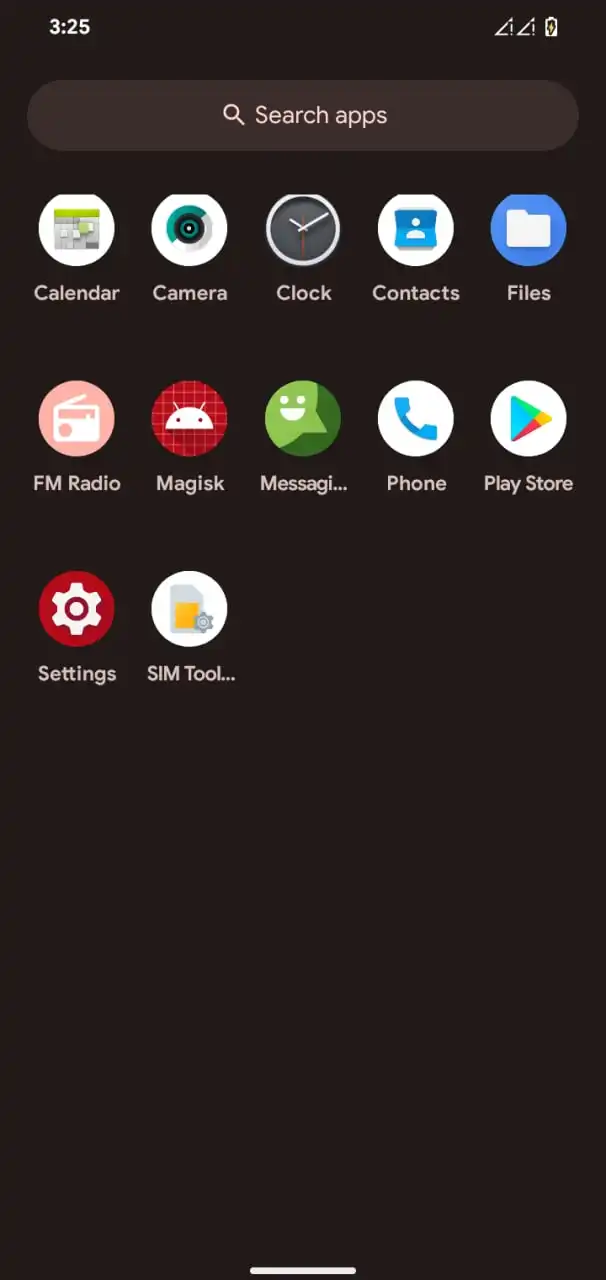 3:25
Search apps
Calendar Camera Clock Contacts Files
FM Radio Magisk Messagi... Phone Play Store
Settings SIM Tool...